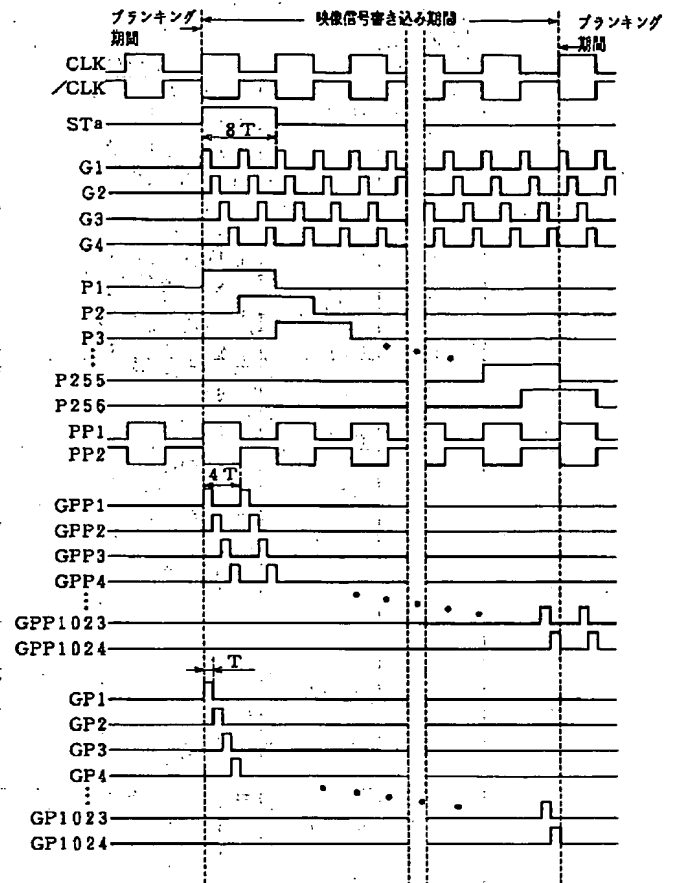 ブランキング
期間
映像信号書き込み期間
ブランキング
期間
CLK
/CLK
STa
8T
G1
G2
G3
G4
P1
P2
P3
P255
P256
PP1
PP2
4T
GPP1
GPP2
GPP3
GPP4
GPP1023
GPP1024
T
GP1
GP2
GP3
GP4
GP1023
GP1024